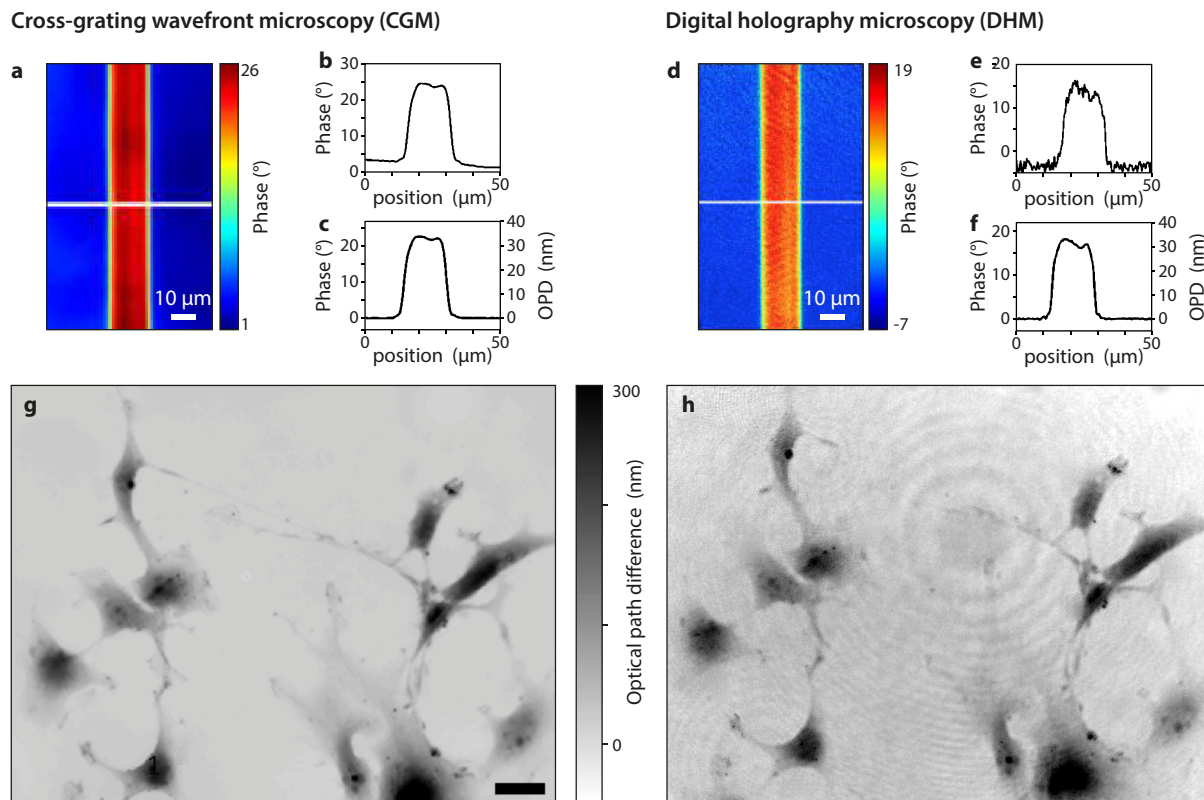 Cross-grating wavefront microscopy (CGM)
Digital holography microscopy (DHM)
a
26
1
Phase (°)
10 µm
b
30
20
10
0
Phase (°)
0
50
position (µm)
c
20
10
0
Phase (°)
40
30
20
10
0
OPD (nm)
0
50
position (µm)
d
19
-7
Phase (°)
10 µm
e
20
10
0
Phase (°)
0
50
position (µm)
f
20
10
0
Phase (°)
40
30
20
10
0
OPD (nm)
0
50
position (µm)
g
1
300
0
Optical path difference (nm)
h